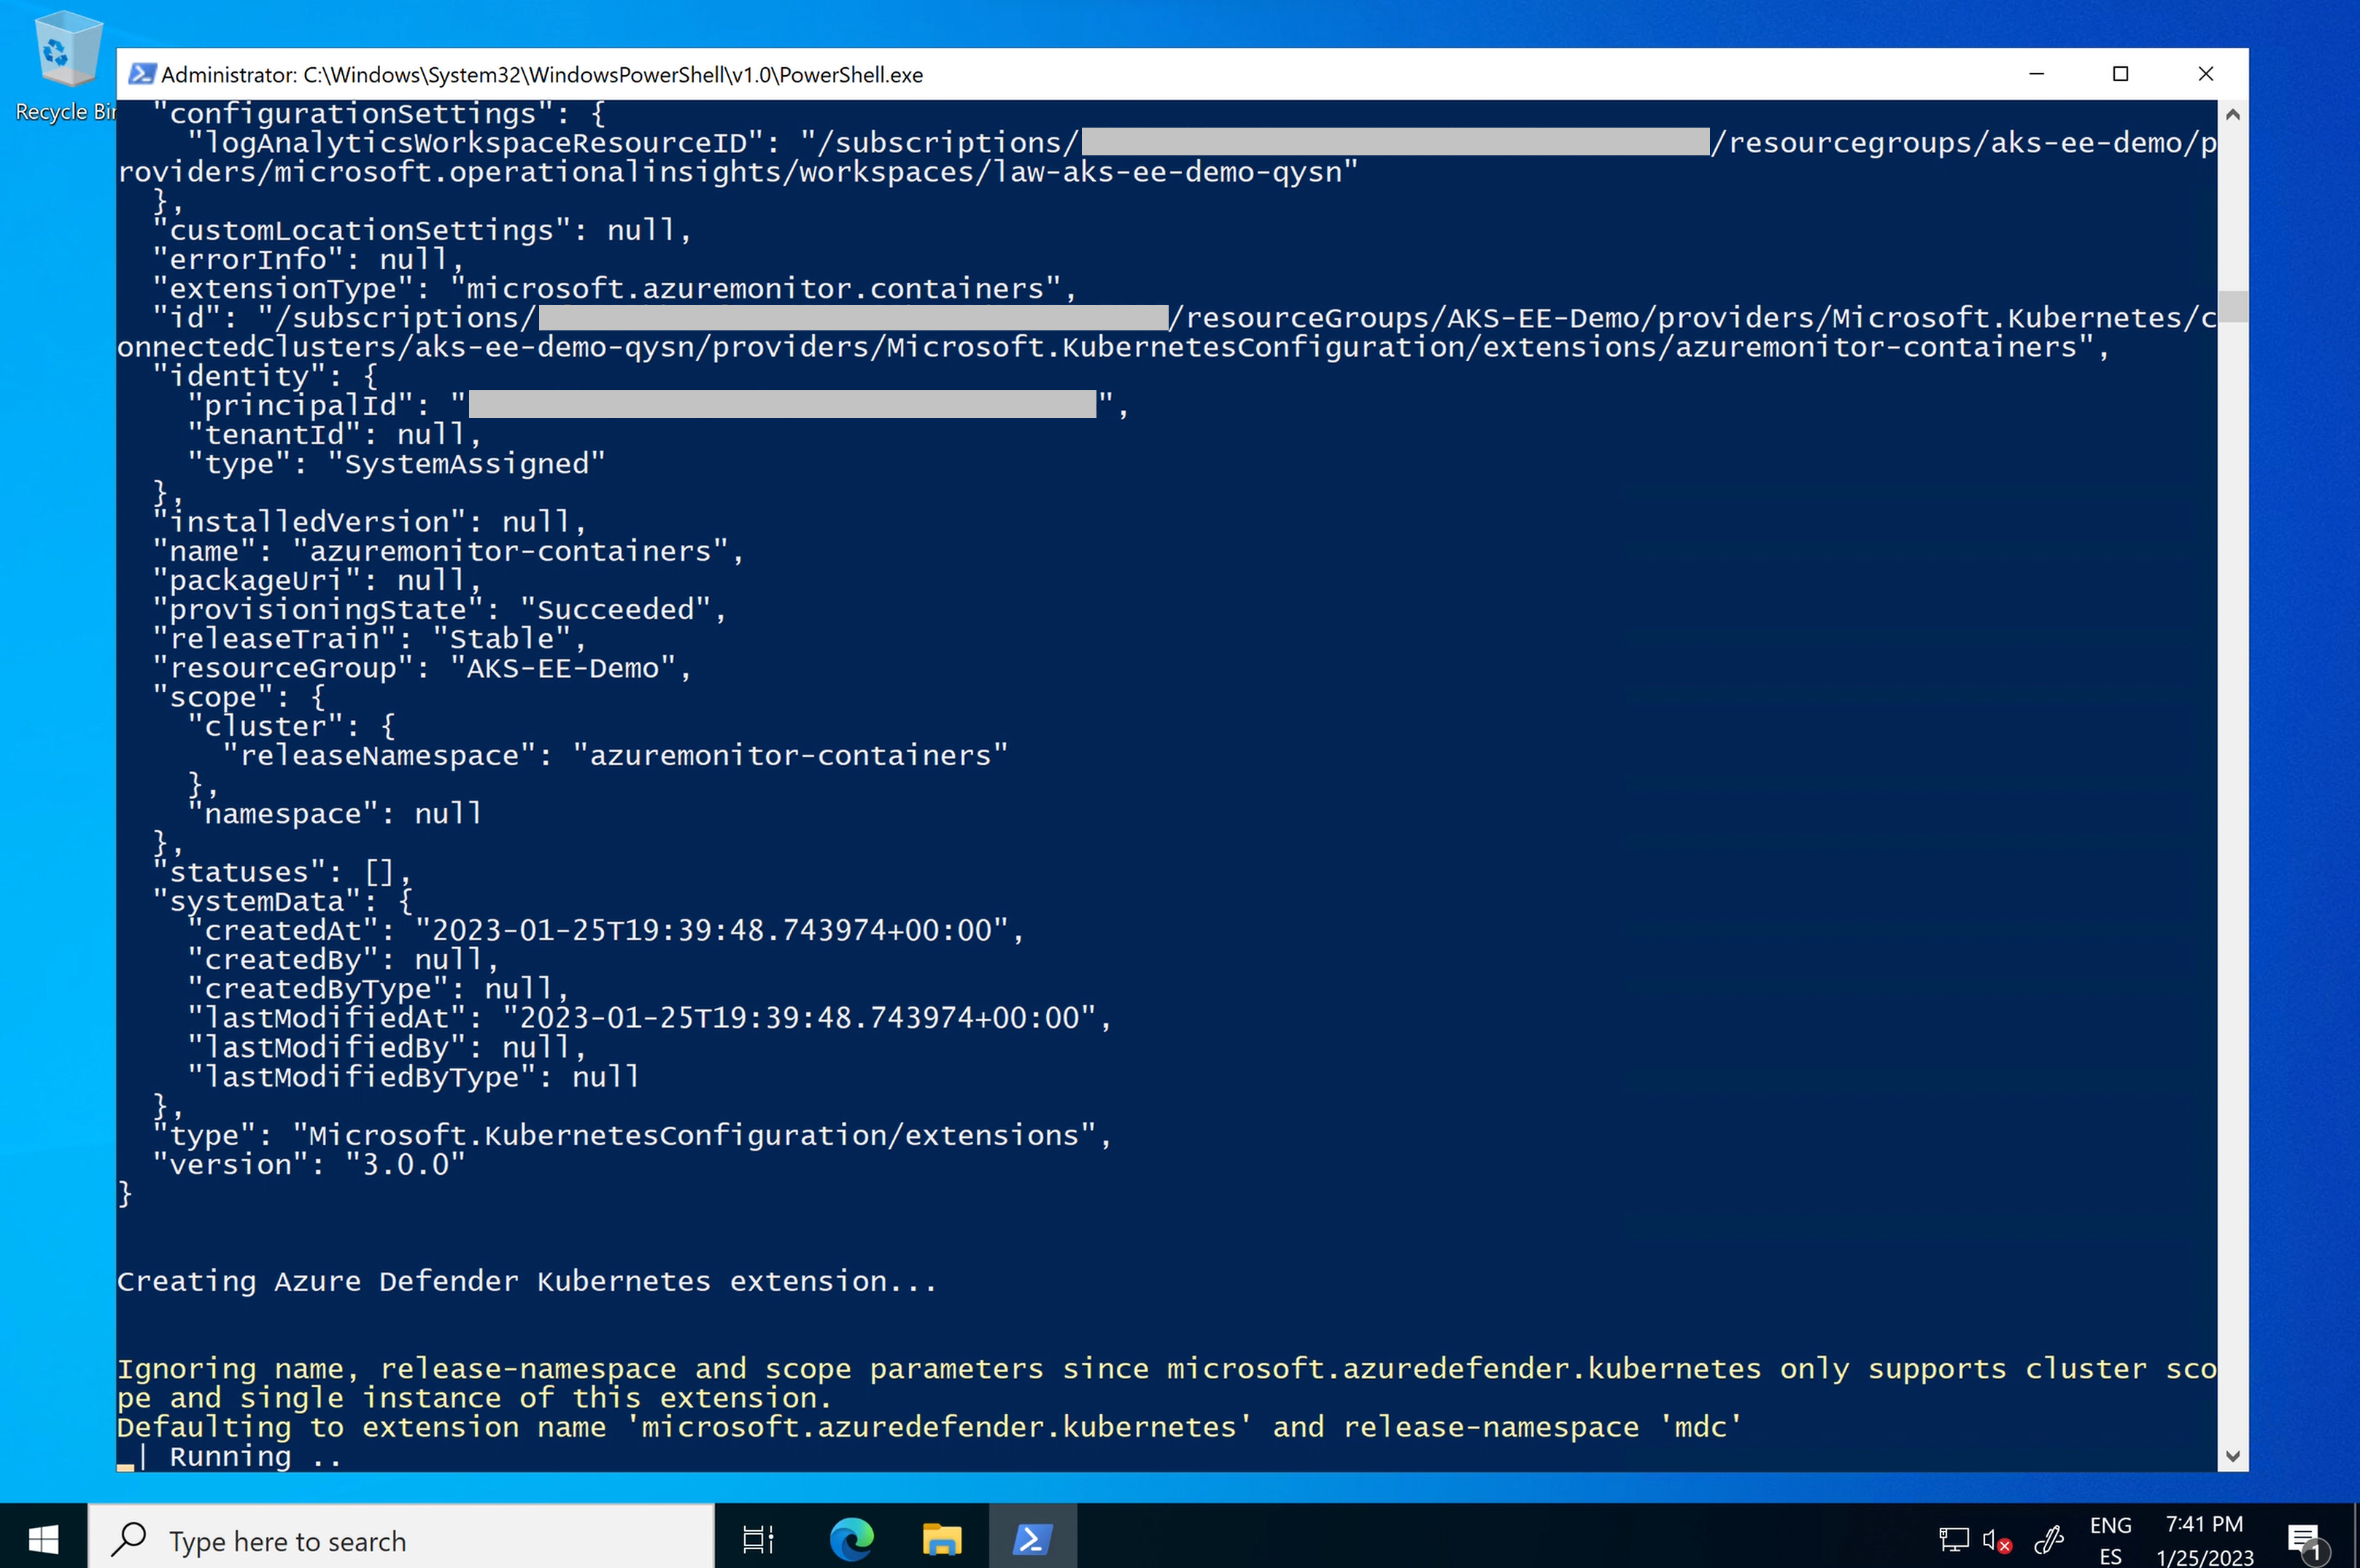 Recycle Bin
Administrator: C:\Windows\System32\WindowsPowerShell\v1.0\PowerShell.exe
"configurationSettings": {
"logAnalyticsWorkspaceResourceID": "/subscriptions/ /resourcegroups/aks-ee-demo/p
roviders/microsoft.operationalinsights/workspaces/law-aks-ee-demo-qysn"
},
"customLocationSettings": null,
"errorInfo": null,
"extensionType": "microsoft.azuremonitor.containers",
"id": "/subscriptions/ /resourceGroups/AKS-EE-Demo/providers/Microsoft.Kubernetes/c
onnectedClusters/aks-ee-demo-qysn/providers/Microsoft.KubernetesConfiguration/extensions/azuremonitor-containers",
"identity": {
"principalId": " ",
"tenantId": null,
"type": "SystemAssigned"
},
"installedVersion": null,
"name": "azuremonitor-containers",
"packageUri": null,
"provisioningState": "Succeeded",
"releaseTrain": "Stable",
"resourceGroup": "AKS-EE-Demo",
"scope": {
"cluster": {
"releaseNamespace": "azuremonitor-containers"
},
"namespace": null
},
"statuses": [],
"systemData": {
"createdAt": "2023-01-25T19:39:48.743974+00:00",
"createdBy": null,
"createdByType": null,
"lastModifiedAt": "2023-01-25T19:39:48.743974+00:00",
"lastModifiedBy": null,
"lastModifiedByType": null
},
"type": "Microsoft.KubernetesConfiguration/extensions",
"version": "3.0.0"
}
Creating Azure Defender Kubernetes extension...
Ignoring name, release-namespace and scope parameters since microsoft.azuredefender.kubernetes only supports cluster sco
pe and single instance of this extension.
Defaulting to extension name 'microsoft.azuredefender.kubernetes' and release-namespace 'mdc'
_| Running ..
Type here to search
ENG
ES
7:41 PM
1/25/2023
1